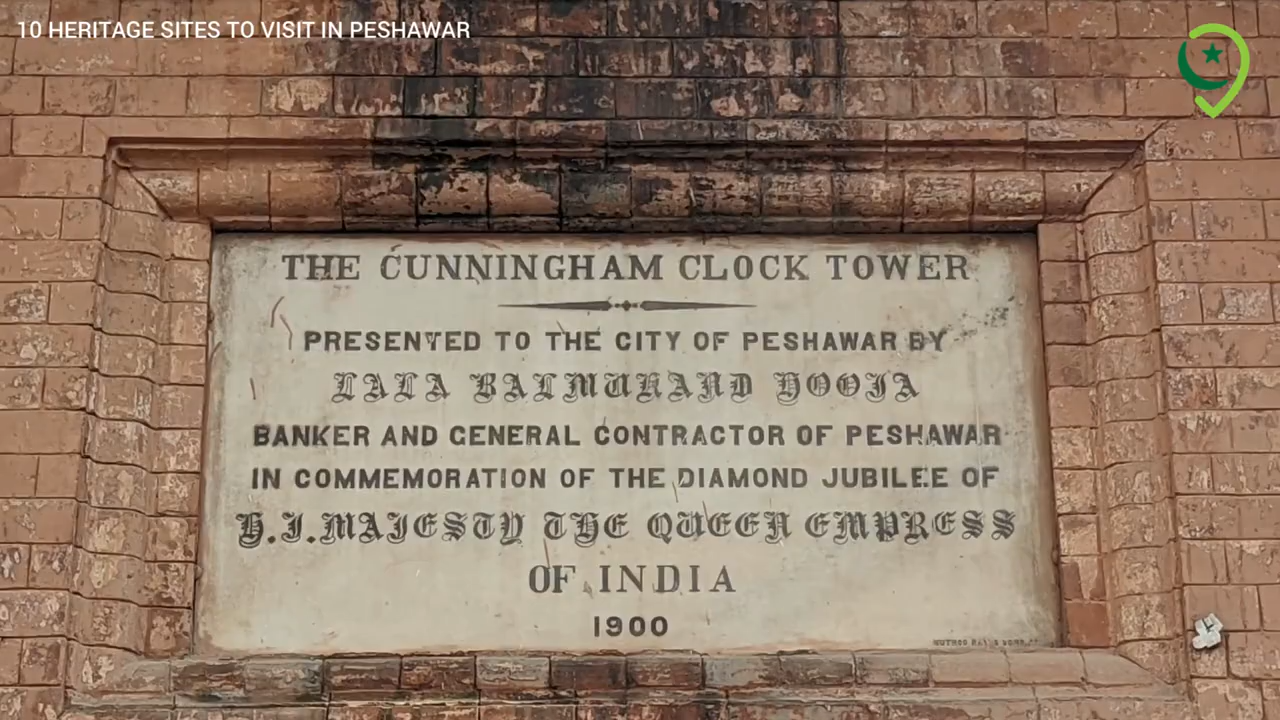 10 HERITAGE SITES TO VISIT IN PESHAWAR
THE CUNNINGHAM CLOCK TOWER
PRESENTED TO THE CITY OF PESHAWAR BY
LALA BALMUKAND HOOJA
BANKER AND GENERAL CONTRACTOR OF PESHAWAR
IN COMMEMORATION OF THE DIAMOND JUBILEE OF
H.I.MAJESTY THE QUEEN EMPRESS
OF INDIA
1900